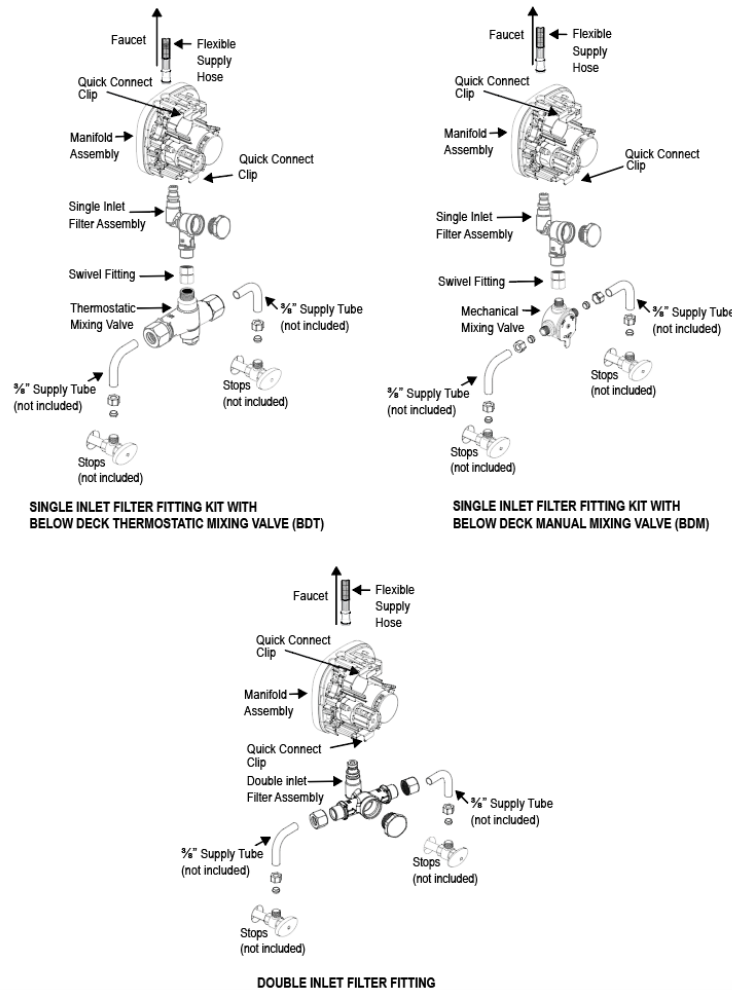 Faucet
Flexible
Supply
Hose
Quick Connect
Clip
Manifold
Assembly
Quick Connect
Clip
Single Inlet
Filter Assembly
Swivel Fitting
Thermostatic
Mixing Valve
⅜" Supply Tube
(not included)
Stops
(not included)
⅜" Supply Tube
(not included)
Stops
(not included)
SINGLE INLET FILTER FITTING KIT WITH
BELOW DECK THERMOSTATIC MIXING VALVE (BDT)
Faucet
Flexible
Supply
Hose
Quick Connect
Clip
Manifold
Assembly
Quick Connect
Clip
Single Inlet
Filter Assembly
Swivel Fitting
Mechanical
Mixing Valve
⅜" Supply Tube
(not included)
Stops
(not included)
⅜" Supply Tube
(not included)
Stops
(not included)
SINGLE INLET FILTER FITTING KIT WITH
BELOW DECK MANUAL MIXING VALVE (BDM)
Faucet
Flexible
Supply
Hose
Quick Connect
Clip
Manifold
Assembly
Quick Connect
Clip
Double inlet
Filter Assembly
⅜" Supply Tube
(not included)
Stops
(not included)
⅜" Supply Tube
(not included)
Stops
(not included)
DOUBLE INLET FILTER FITTING